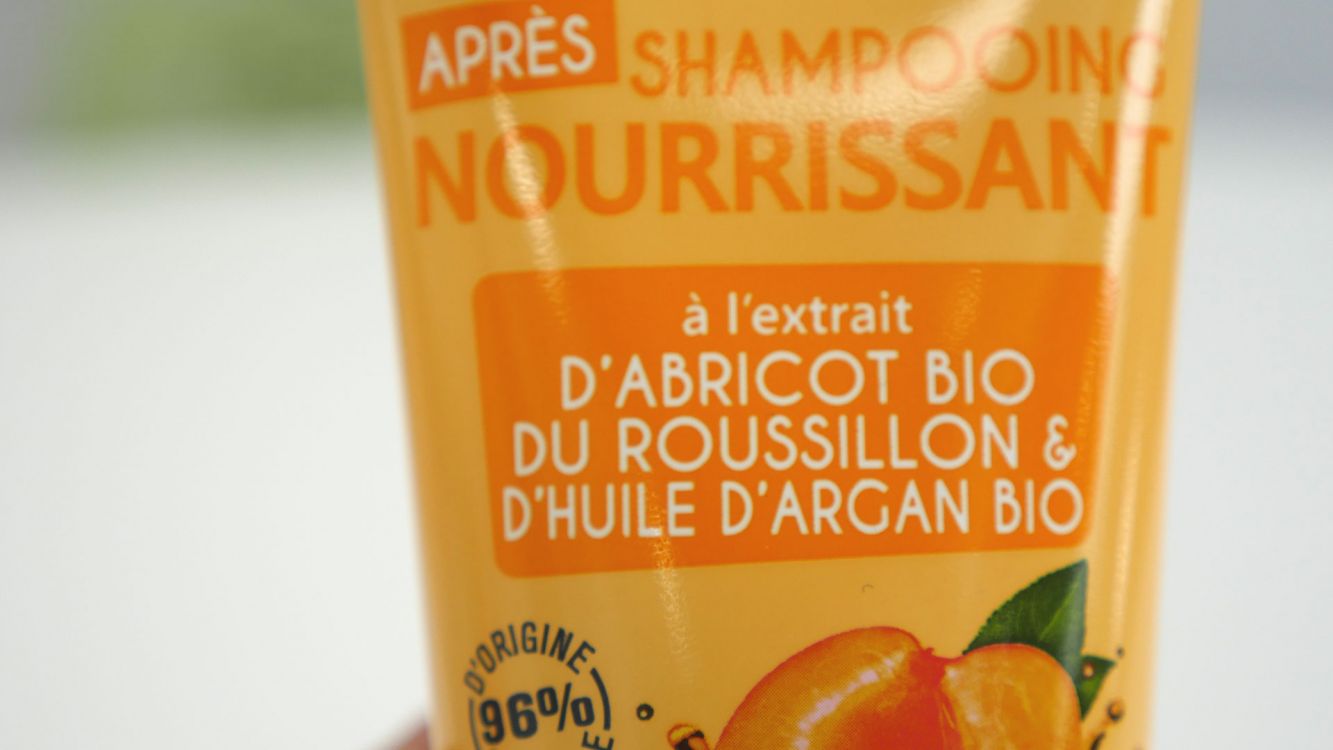 APRÈS SHAMPOOING
NOURRISSANT
à l'extrait
D'ABRICOT BIO
DU ROUSSILLON &
D'HUILE D'ARGAN BIO
D'ORIGINE
96%